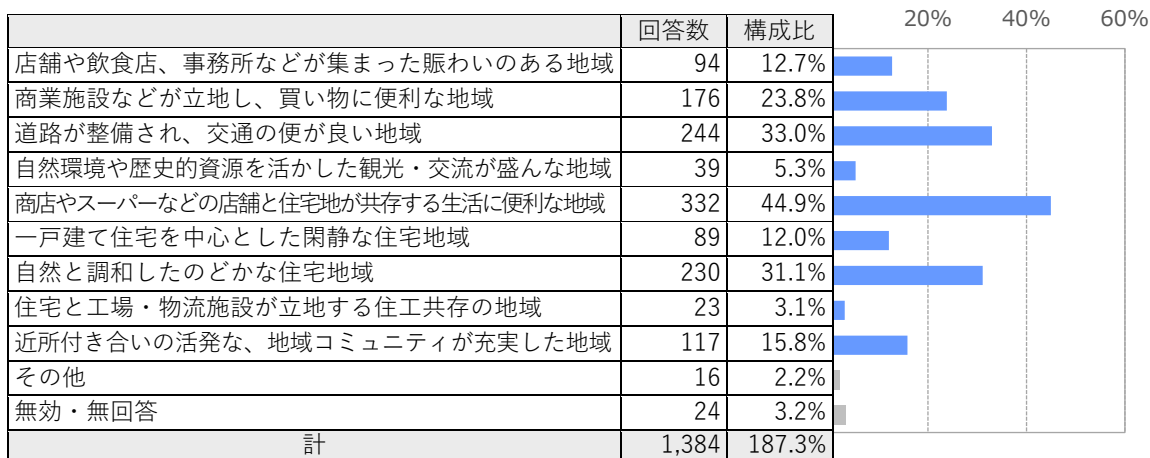 20% 40% 60%
回答数 構成比
店舗や飲食店、事務所などが集まった賑わいのある地域 94 12.7%
商業施設などが立地し、買い物に便利な地域 176 23.8%
道路が整備され、交通の便が良い地域 244 33.0%
自然環境や歴史的資源を活かした観光・交流が盛んな地域 39 5.3%
商店やスーパーなどの店舗と住宅地が共存する生活に便利な地域 332 44.9%
一戸建て住宅を中心とした閑静な住宅地域 89 12.0%
自然と調和したのどかな住宅地域 230 31.1%
住宅と工場・物流施設が立地する住工共存の地域 23 3.1%
近所付き合いの活発な、地域コミュニティが充実した地域 117 15.8%
その他 16 2.2%
無効・無回答 24 3.2%
計 1,384 187.3%